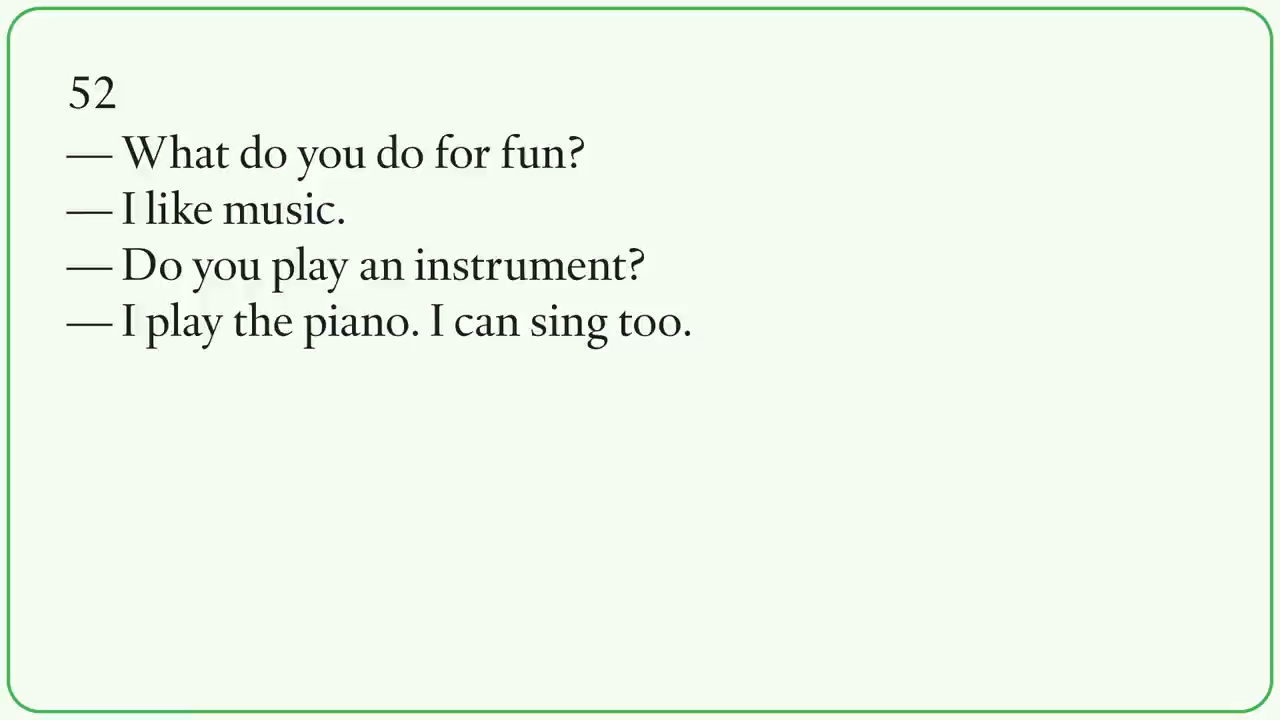 52
— What do you do for fun?
— I like music.
— Do you play an instrument?
— I play the piano. I can sing too.